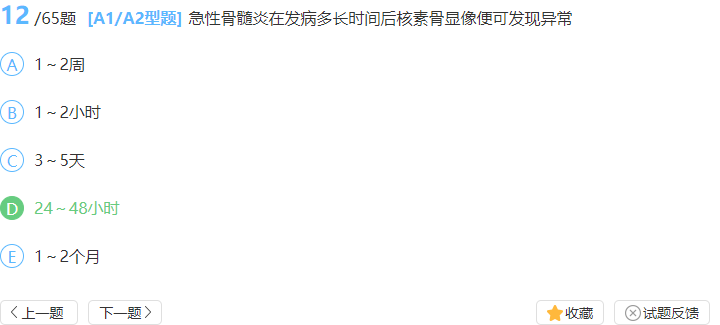 12 /65题 [A1/A2型题] 急性骨髓炎在发病多长时间后核素骨显像便可发现异常
A 1～2周
B 1～2小时
C 3～5天
D 24～48小时
E 1～2个月
上一题 下一题 收藏 试题反馈